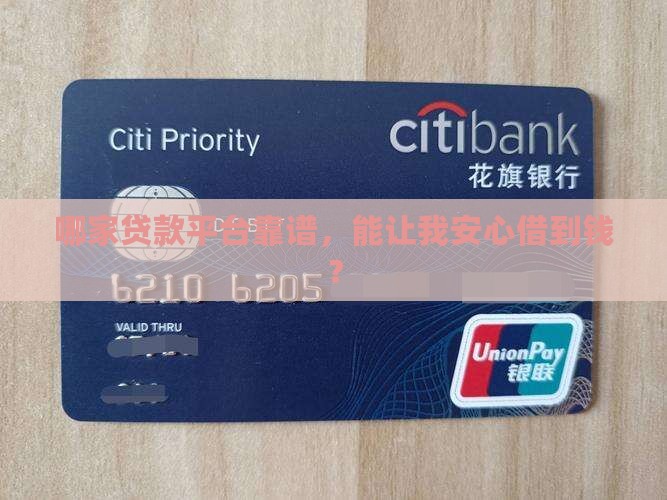 Citi Priority
citibank
花旗银行
DEBIT
哪家贷款平台靠谱，能让我安心借到钱
？
6210 6205
VALID THRU
UnionPay
银联